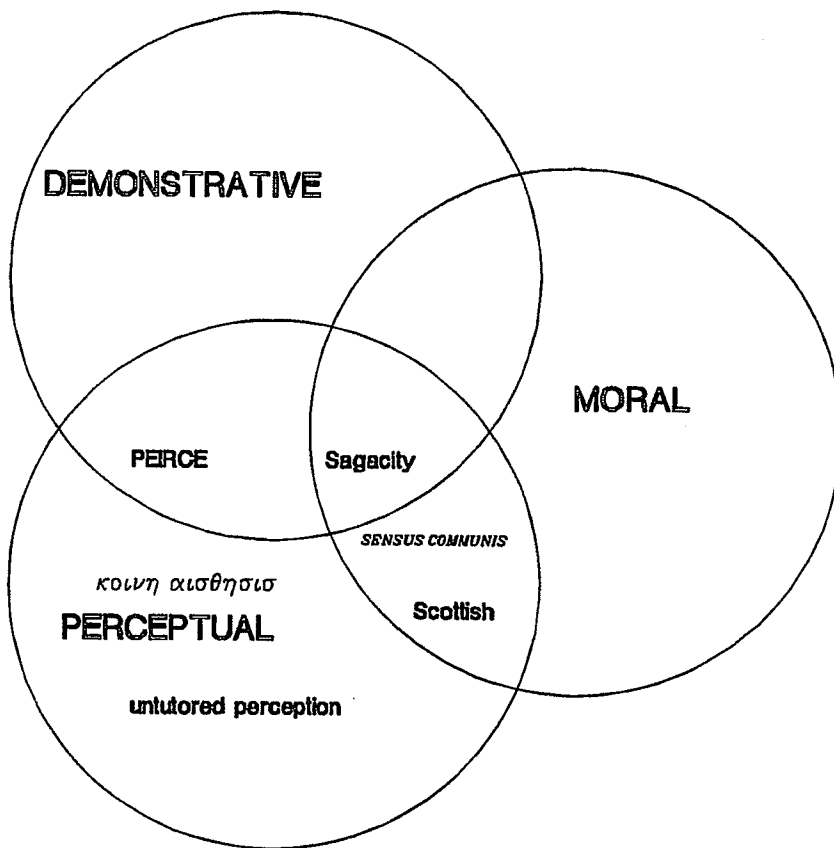 DEMONSTRATIVE
MORAL
PEIRCE
Sagacity
SENSUS COMMUNIS
κοινη αισθησισ
Scottish
PERCEPTUAL
untutored perception